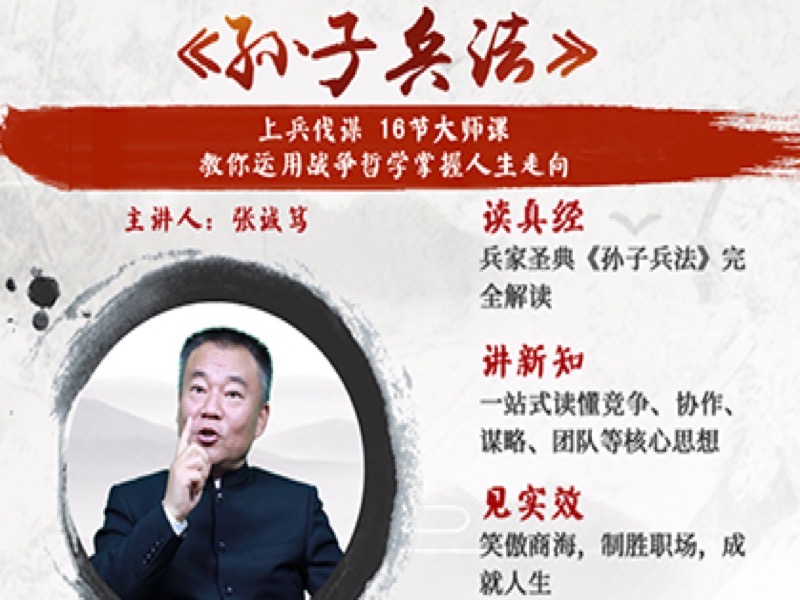 《孙子兵法》
上兵伐谋 16节大师课
教你运用战争哲学掌握人生走向
主讲人：张诚笃
读真经
兵家圣典《孙子兵法》完
全解读
讲新知
一站式读懂竞争、协作、
谋略、团队等核心思想
见实效
笑傲商海，制胜职场，成
就人生